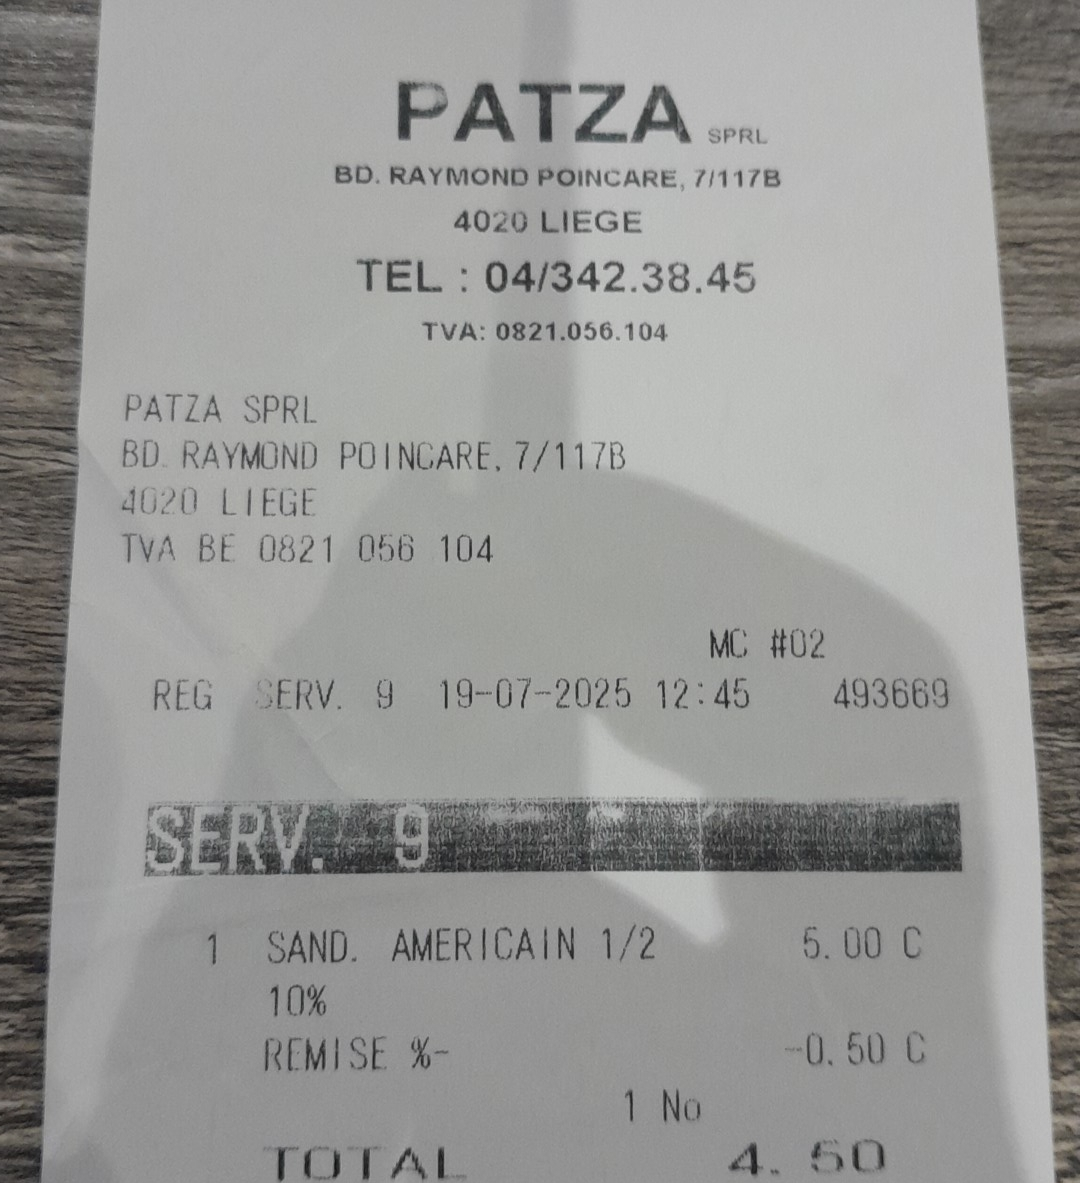 PATZA SPRL
BD. RAYMOND POINCARE, 7/117B
4020 LIEGE
TEL : 04/342.38.45
TVA: 0821.056.104
PATZA SPRL
BD. RAYMOND POINCARE, 7/117B
4020 LIEGE
TVA BE 0821 056 104
MC #02
REG SERV. 9 19-07-2025 12:45 493669
SERV. 9
1 SAND. AMERICAIN 1/2 5.00 C
10%
REMISE %- -0.50 C
1 No
TOTAL 4.50